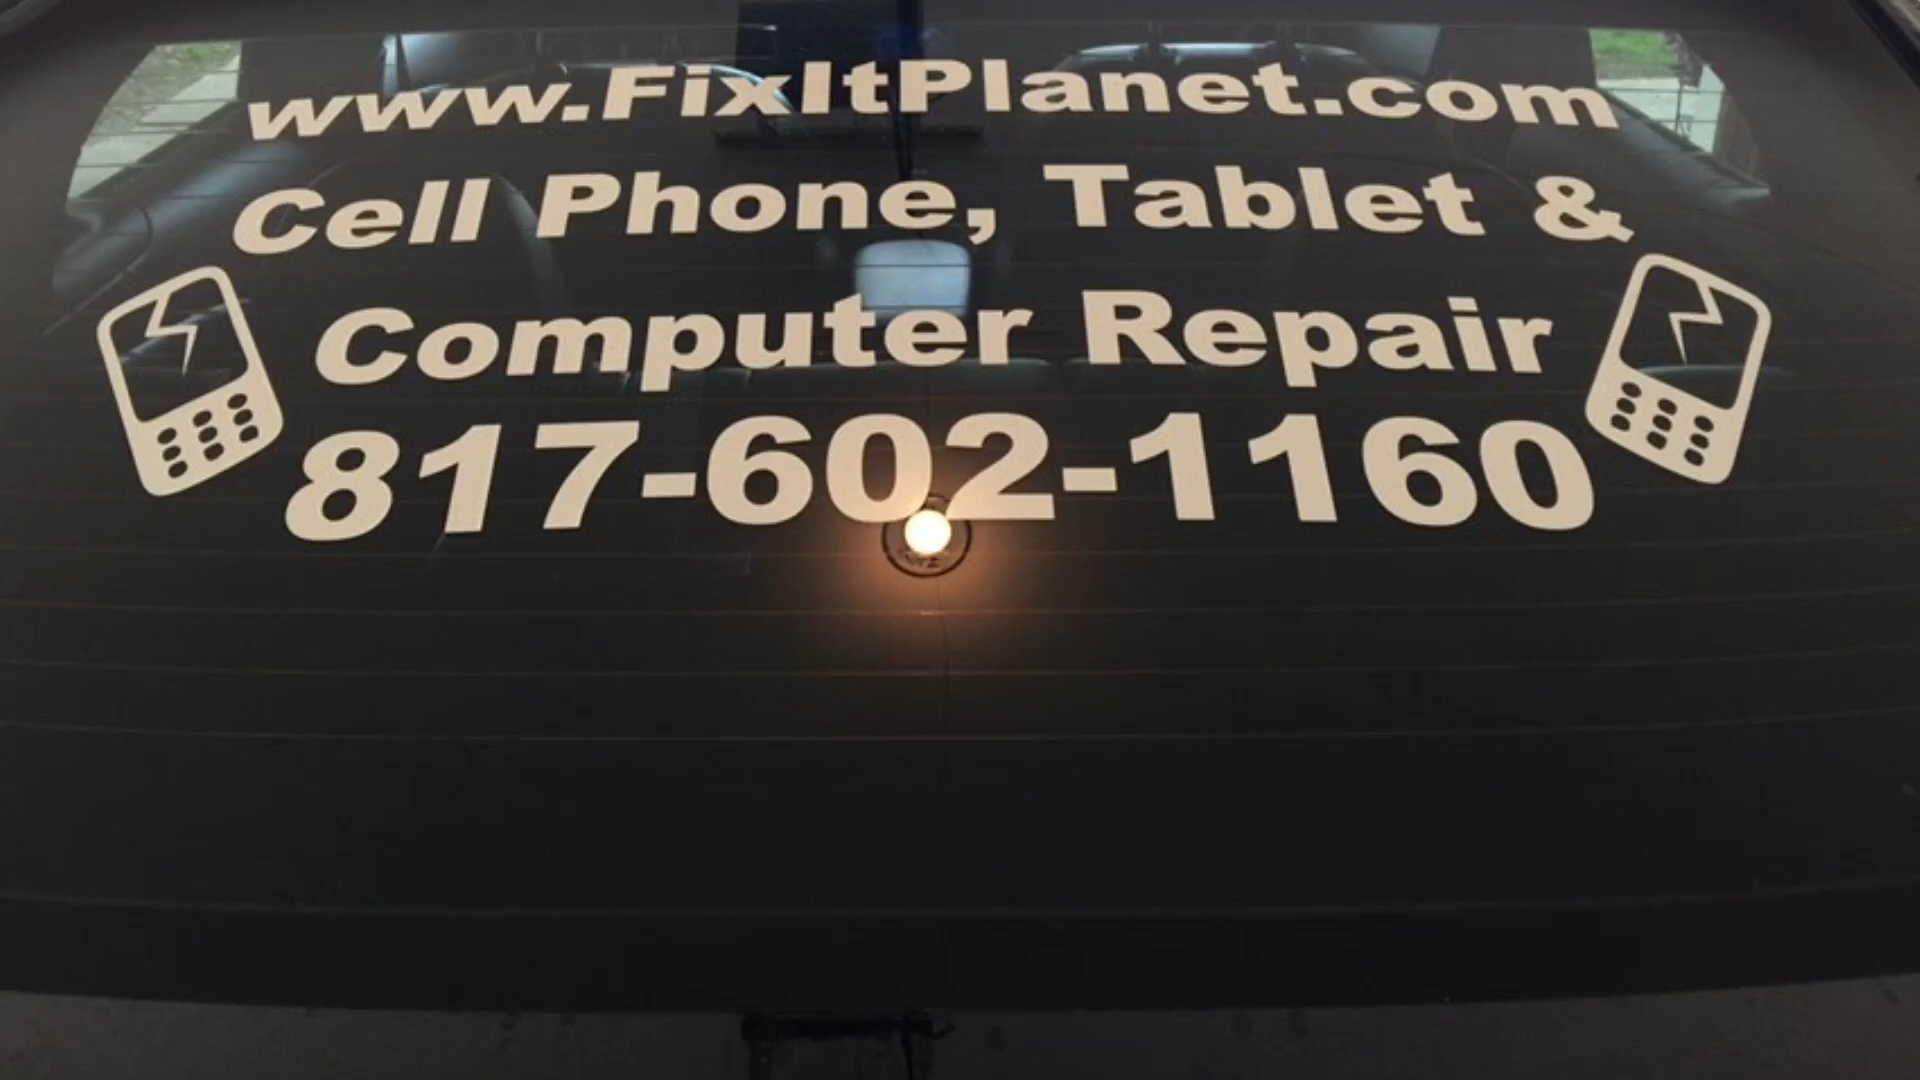 www.FixItPlanet.com
Cell Phone, Tablet &
Computer Repair
817-602-1160